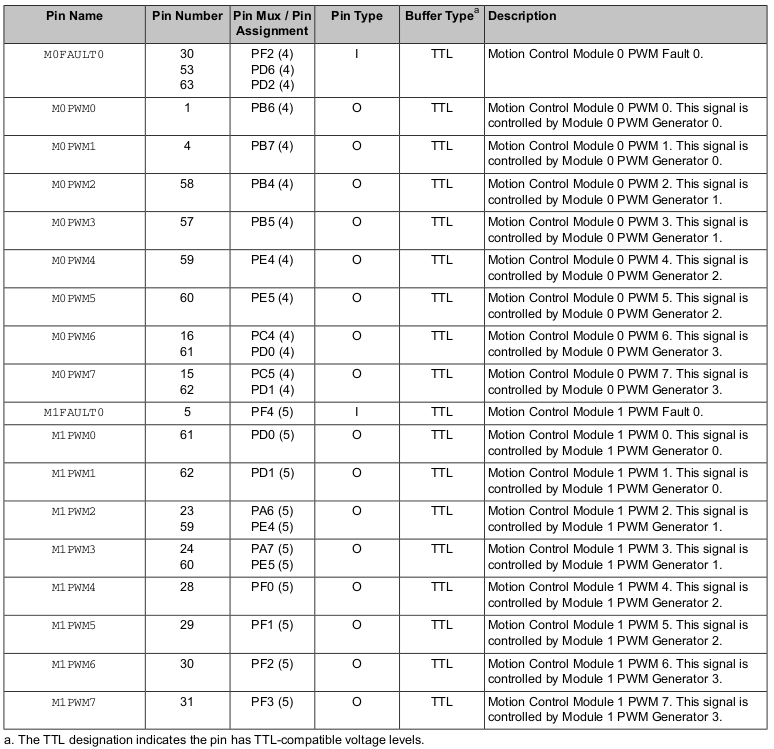 Pin Name Pin Number Pin Mux / Pin Assignment Pin Type Buffer Typeᵃ Description
M0FAULT0 30 PF2 (4) I TTL Motion Control Module 0 PWM Fault 0.
53 PD6 (4)
63 PD2 (4)
M0PWM0 1 PB6 (4) O TTL Motion Control Module 0 PWM 0. This signal is
controlled by Module 0 PWM Generator 0.
M0PWM1 4 PB7 (4) O TTL Motion Control Module 0 PWM 1. This signal is
controlled by Module 0 PWM Generator 0.
M0PWM2 58 PB4 (4) O TTL Motion Control Module 0 PWM 2. This signal is
controlled by Module 0 PWM Generator 1.
M0PWM3 57 PB5 (4) O TTL Motion Control Module 0 PWM 3. This signal is
controlled by Module 0 PWM Generator 1.
M0PWM4 59 PE4 (4) O TTL Motion Control Module 0 PWM 4. This signal is
controlled by Module 0 PWM Generator 2.
M0PWM5 60 PE5 (4) O TTL Motion Control Module 0 PWM 5. This signal is
controlled by Module 0 PWM Generator 2.
M0PWM6 16 PC4 (4) O TTL Motion Control Module 0 PWM 6. This signal is
61 PD0 (4) controlled by Module 0 PWM Generator 3.
M0PWM7 15 PC5 (4) O TTL Motion Control Module 0 PWM 7. This signal is
62 PD1 (4) controlled by Module 0 PWM Generator 3.
M1FAULT0 5 PF4 (5) I TTL Motion Control Module 1 PWM Fault 0.
M1PWM0 61 PD0 (5) O TTL Motion Control Module 1 PWM 0. This signal is
controlled by Module 1 PWM Generator 0.
M1PWM1 62 PD1 (5) O TTL Motion Control Module 1 PWM 1. This signal is
controlled by Module 1 PWM Generator 0.
M1PWM2 23 PA6 (5) O TTL Motion Control Module 1 PWM 2. This signal is
59 PE4 (5) controlled by Module 1 PWM Generator 1.
M1PWM3 24 PA7 (5) O TTL Motion Control Module 1 PWM 3. This signal is
60 PE5 (5) controlled by Module 1 PWM Generator 1.
M1PWM4 28 PF0 (5) O TTL Motion Control Module 1 PWM 4. This signal is
controlled by Module 1 PWM Generator 2.
M1PWM5 29 PF1 (5) O TTL Motion Control Module 1 PWM 5. This signal is
controlled by Module 1 PWM Generator 2.
M1PWM6 30 PF2 (5) O TTL Motion Control Module 1 PWM 6. This signal is
controlled by Module 1 PWM Generator 3.
M1PWM7 31 PF3 (5) O TTL Motion Control Module 1 PWM 7. This signal is
controlled by Module 1 PWM Generator 3.
a. The TTL designation indicates the pin has TTL-compatible voltage levels.